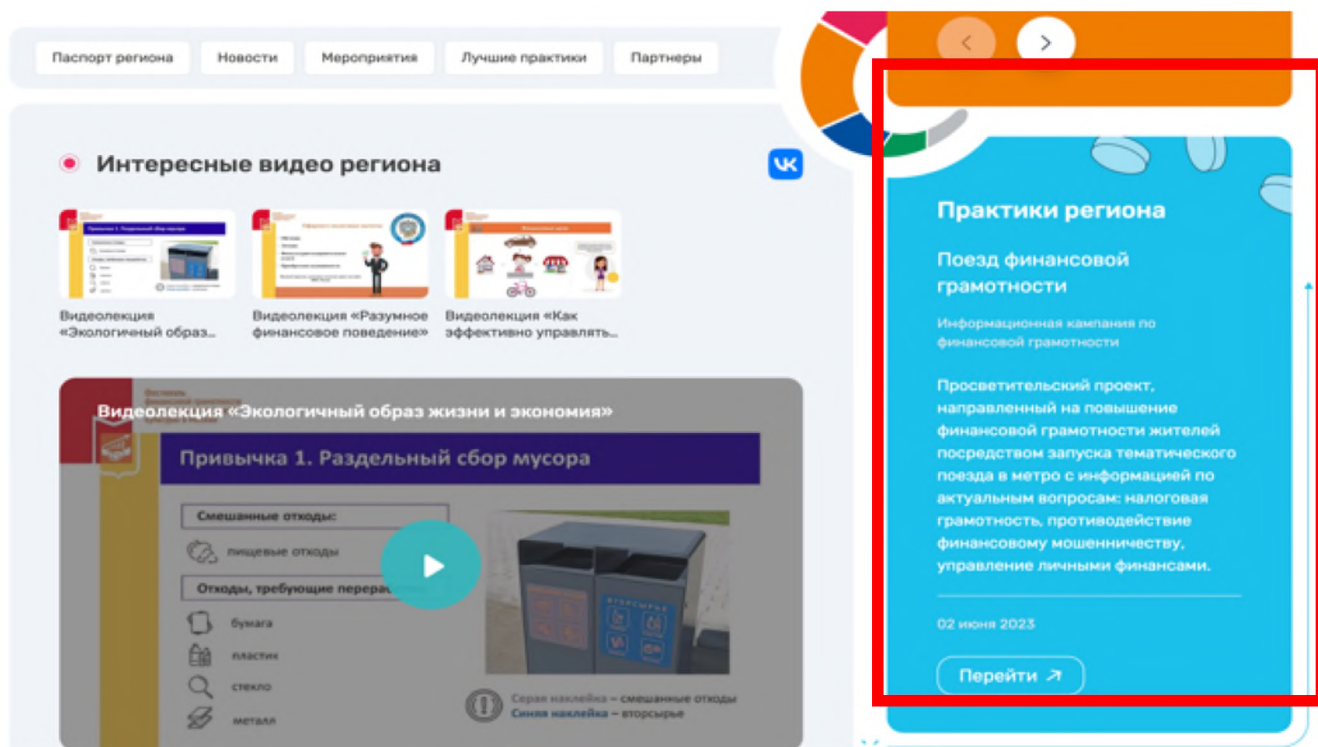 Паспорт региона
Новости
Мероприятия
Лучшие практики
Партнеры
Интересные видео региона
Видеолекция
«Экологичный образ...
Видеолекция «Разумное
финансовое поведение»
Видеолекция «Как
эффективно управлять...
Видеолекция «Экологичный образ жизни и экономия»
Привычка 1. Раздельный сбор мусора
Смешанные отходы:
пищевые отходы
Отходы, требующие
бумага
пластик
стекло
металл
ВТОРСЫРЬЕ
Серая наклейка – смешанные отходы
Синяя наклейка – вторсырье
Практики региона
Поезд финансовой
грамотности
Информационная кампания по
финансовой грамотности
Просветительский проект,
направленный на повышение
финансовой грамотности жителей
посредством запуска тематического
поезда в метро с информацией по
актуальным вопросам: налоговая
грамотность, противодействие
финансовому мошенничеству,
управление личными финансами.
02 июня 2023
Перейти